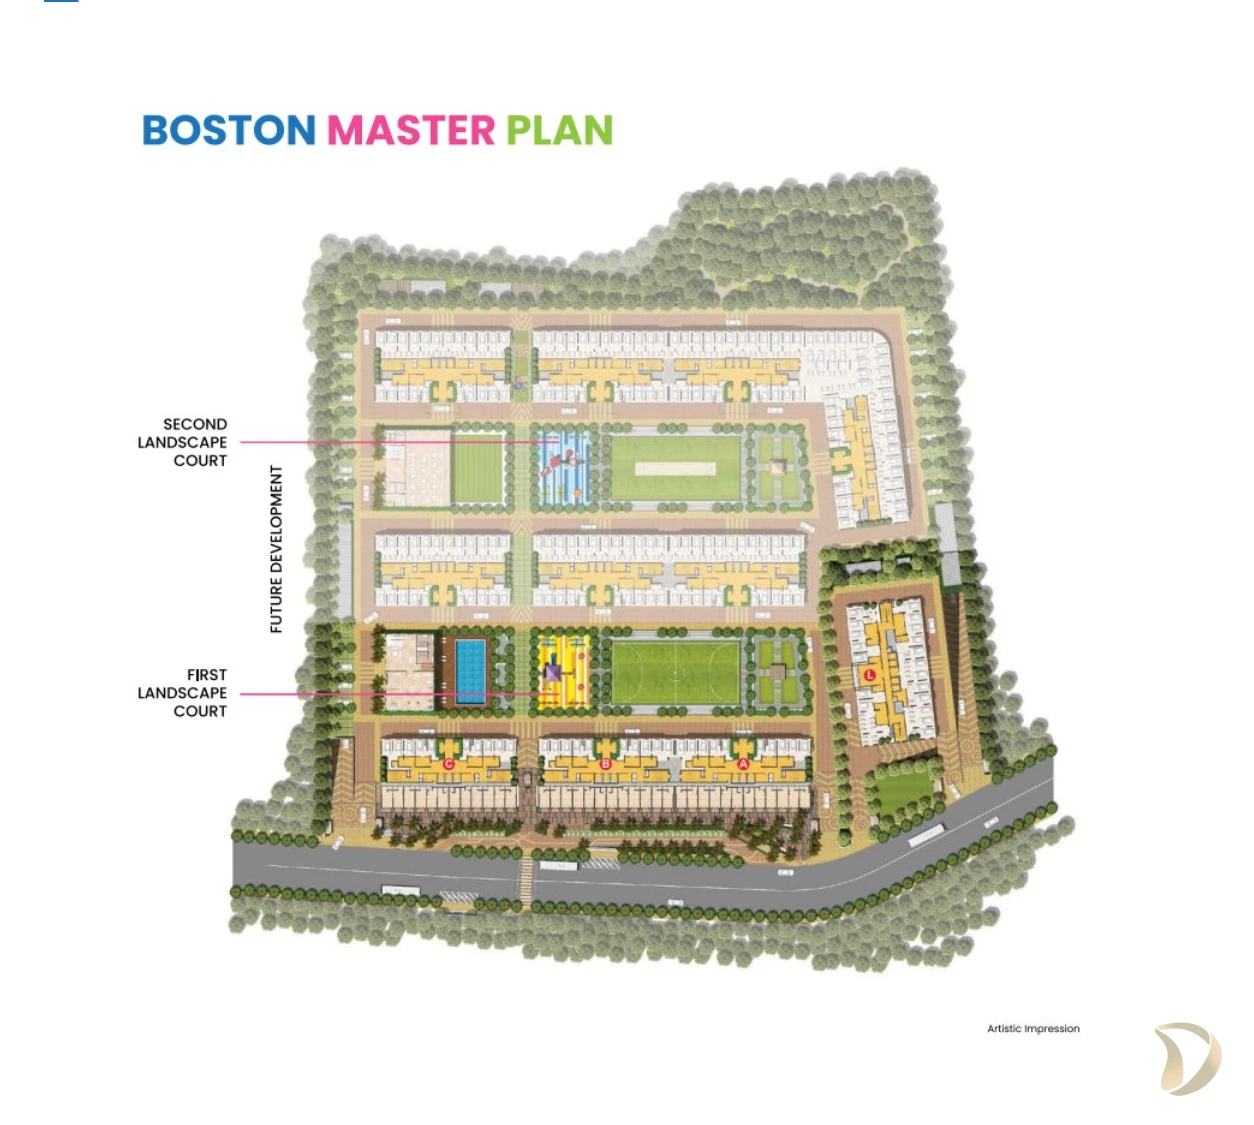 BOSTON MASTER PLAN
SECOND
LANDSCAPE
COURT
FUTURE DEVELOPMENT
FIRST
LANDSCAPE
COURT
L
C
B
A
Artistic Impression